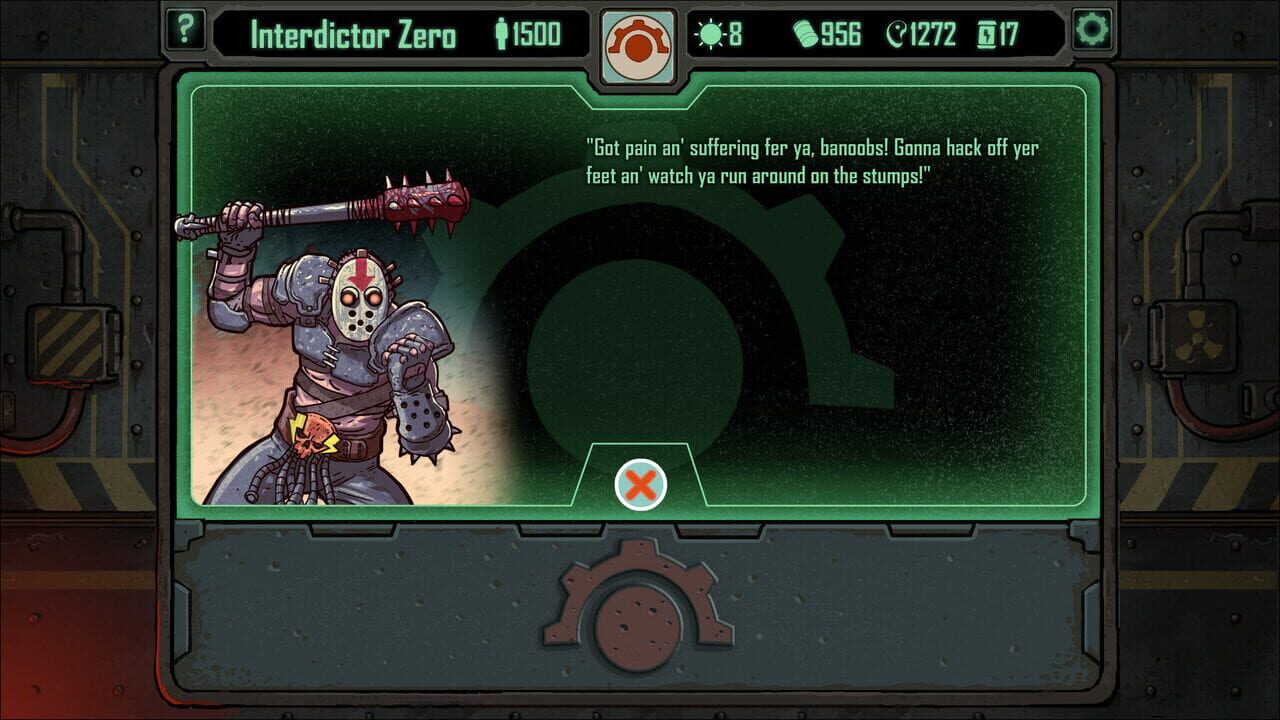 ? Interdictor Zero 1500 8 956 1272 17
"Got pain an' suffering fer ya, banoobs! Gonna hack off yer
feet an' watch ya run around on the stumps!"